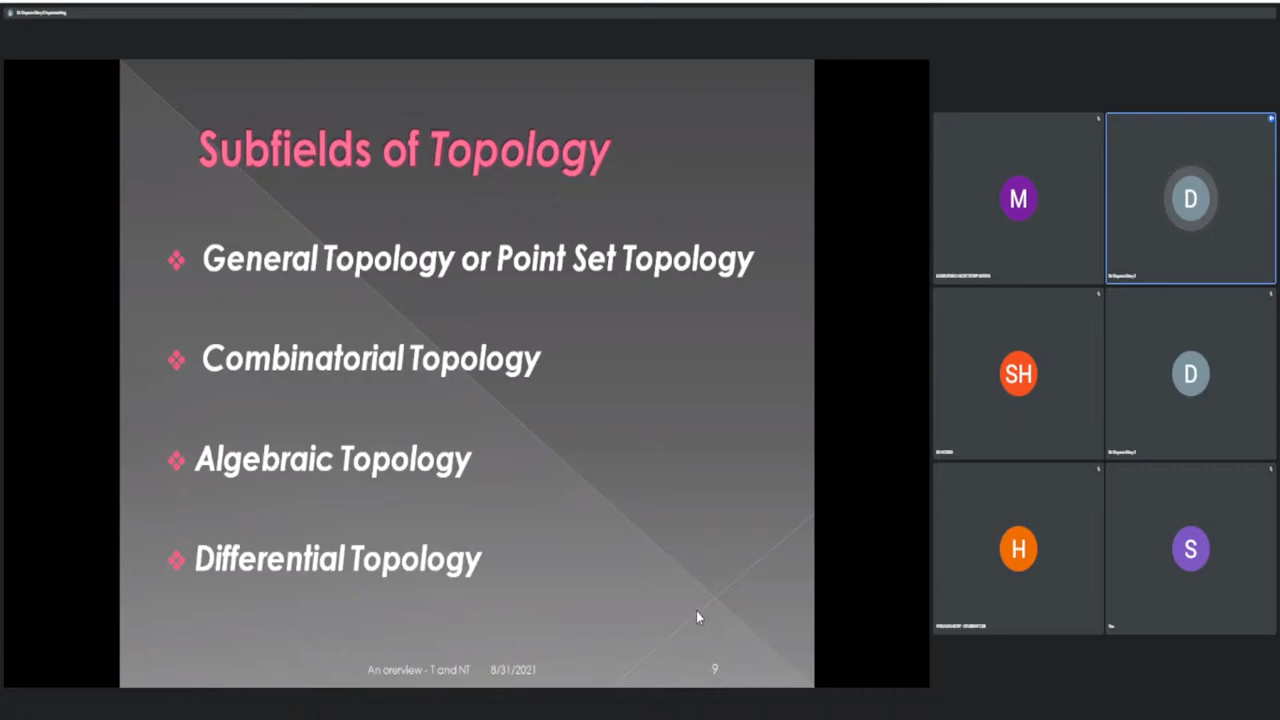 Subfields of Topology
General Topology or Point Set Topology
Combinatorial Topology
Algebraic Topology
Differential Topology
An orerview - T and NT 8/31/2021 9
M
D
SH
D
H
S